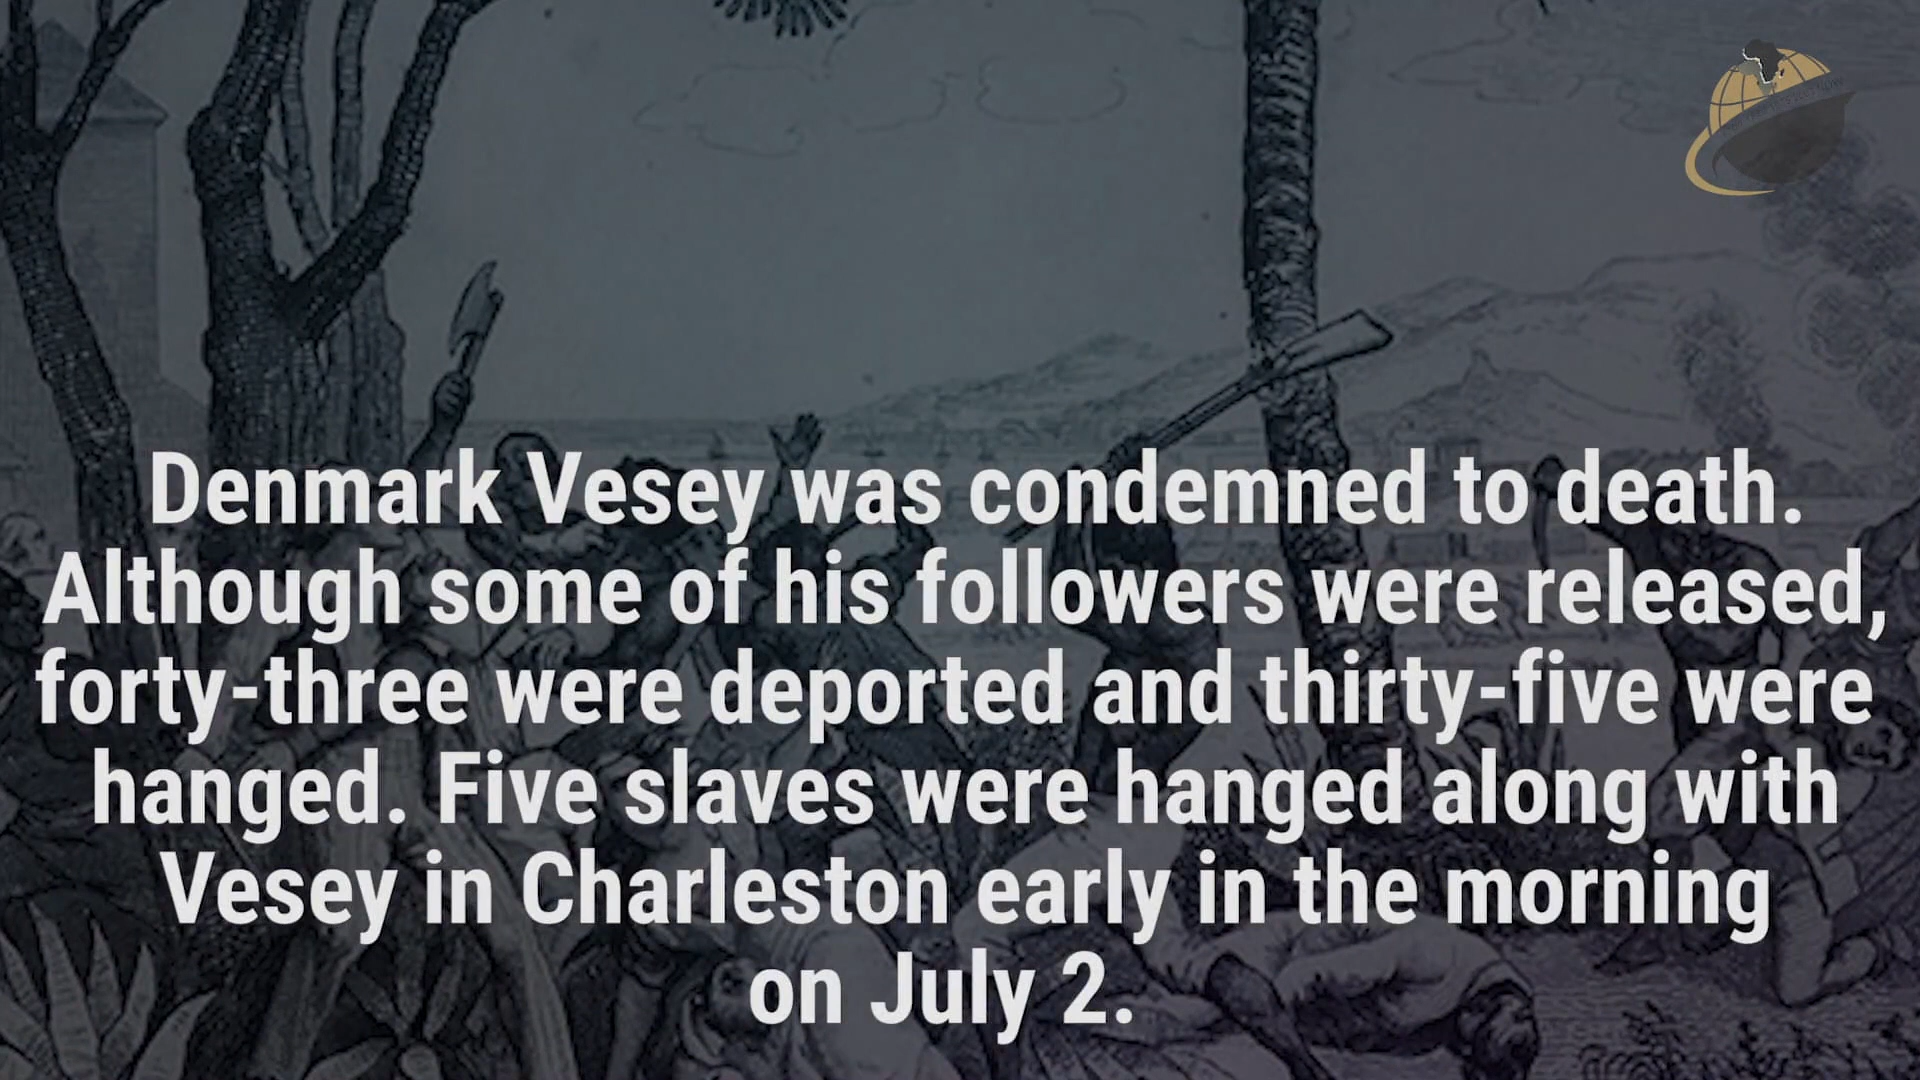 Denmark Vesey was condemned to death.
Although some of his followers were released,
forty-three were deported and thirty-five were
hanged. Five slaves were hanged along with
Vesey in Charleston early in the morning
on July 2.